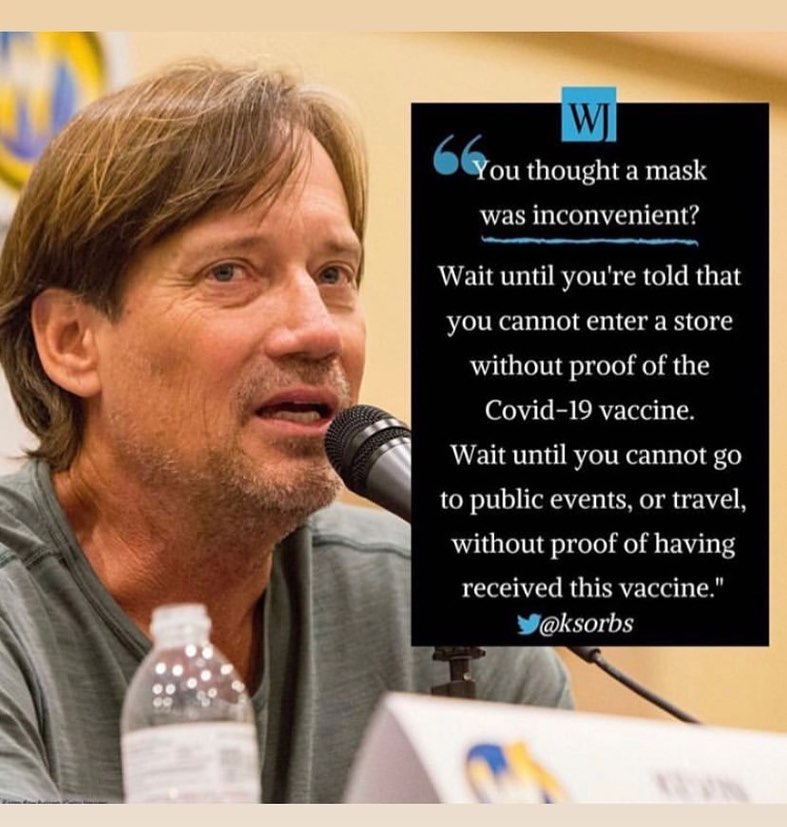 WJ
“You thought a mask
was inconvenient?
Wait until you're told that
you cannot enter a store
without proof of the
Covid-19 vaccine.
Wait until you cannot go
to public events, or travel,
without proof of having
received this vaccine."
@ksorbs
KEVIN